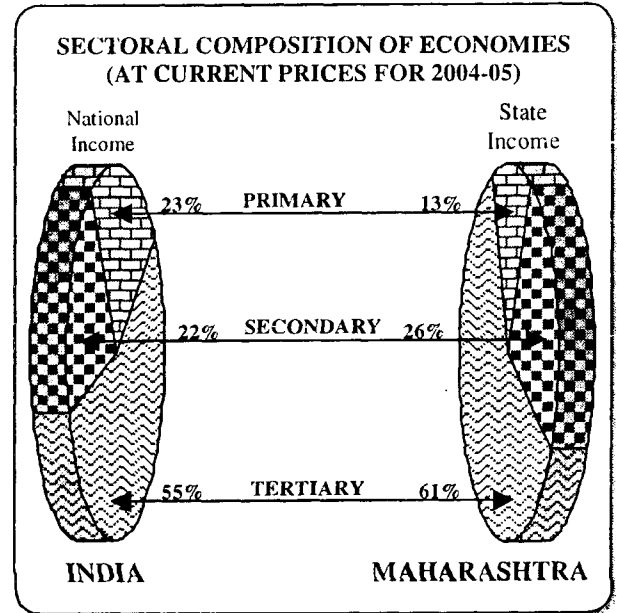 SECTORAL COMPOSITION OF ECONOMIES
(AT CURRENT PRICES FOR 2004-05)
National
Income
State
Income
23% PRIMARY 13%
22% SECONDARY 26%
55% TERTIARY 61%
INDIA MAHARASHTRA